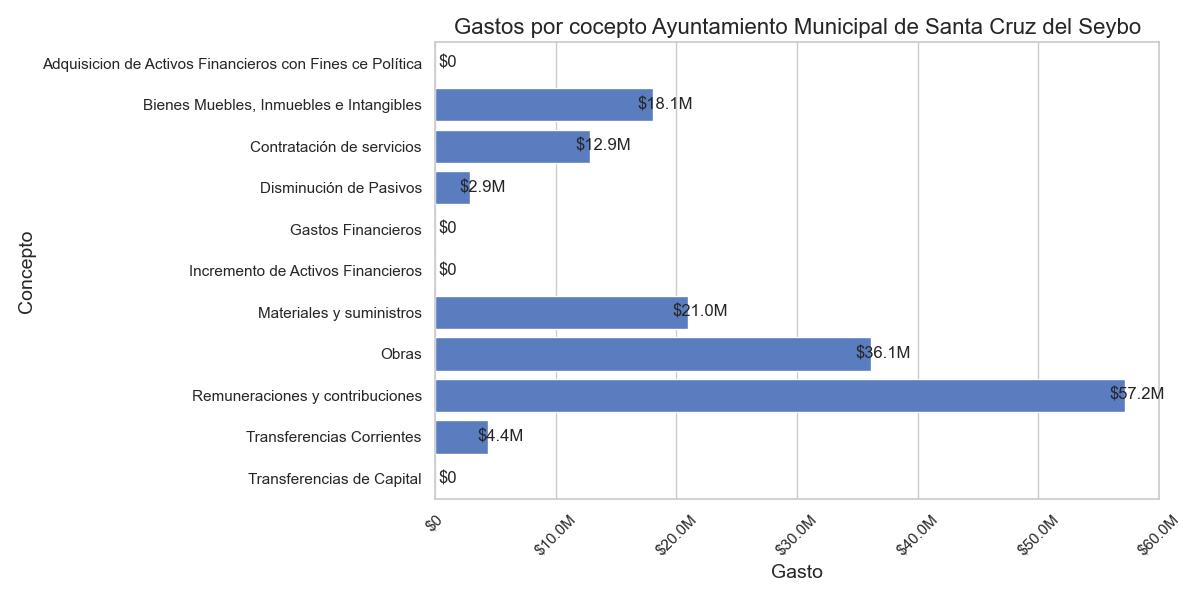 Gastos por cocepto Ayuntamiento Municipal de Santa Cruz del Seybo
Concepto
Adquisicion de Activos Financieros con Fines ce Política $0
Bienes Muebles, Inmuebles e Intangibles $18.1M
Contratación de servicios $12.9M
Disminución de Pasivos $2.9M
Gastos Financieros $0
Incremento de Activos Financieros $0
Materiales y suministros $21.0M
Obras $36.1M
Remuneraciones y contribuciones $57.2M
Transferencias Corrientes $4.4M
Transferencias de Capital $0
$0 $10.0M $20.0M $30.0M $40.0M $50.0M $60.0M
Gasto